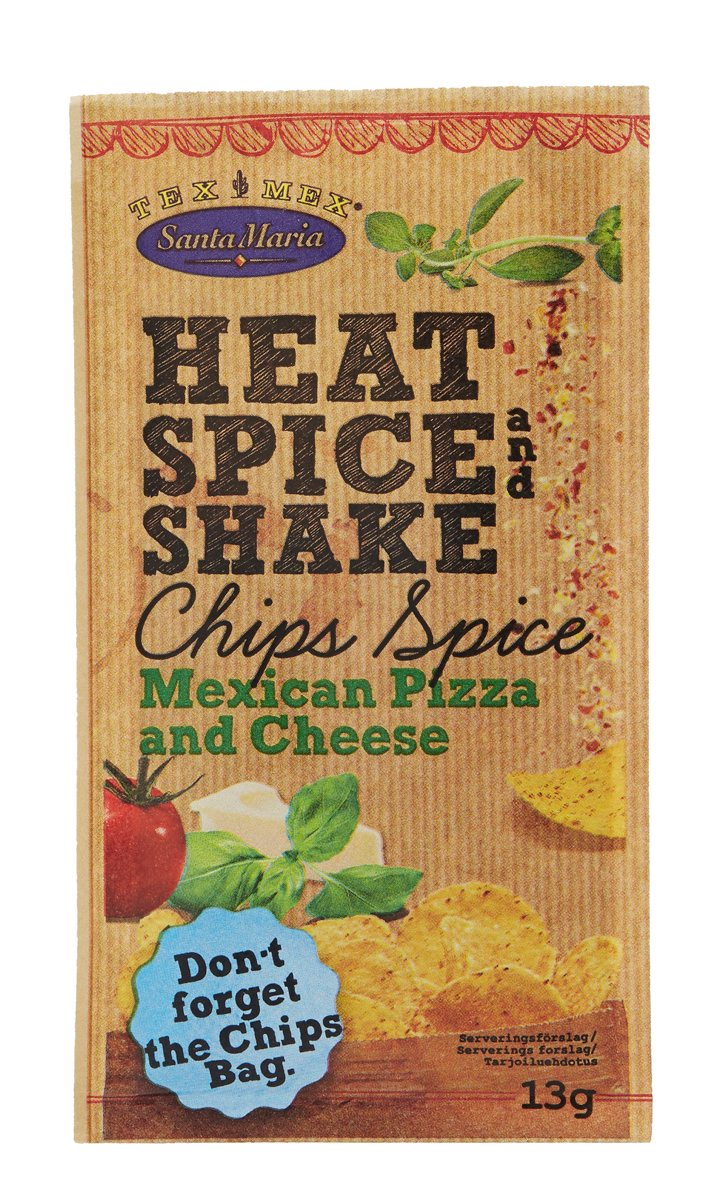 TEX MEX®
Santa Maria
HEAT
SPICE and
SHAKE
Chips Spice
Mexican Pizza
and Cheese
Don't
forget
the Chips
Bag.
Serveringsförslag/
Serverings forslag/
Tarjoiluehdotus
13g